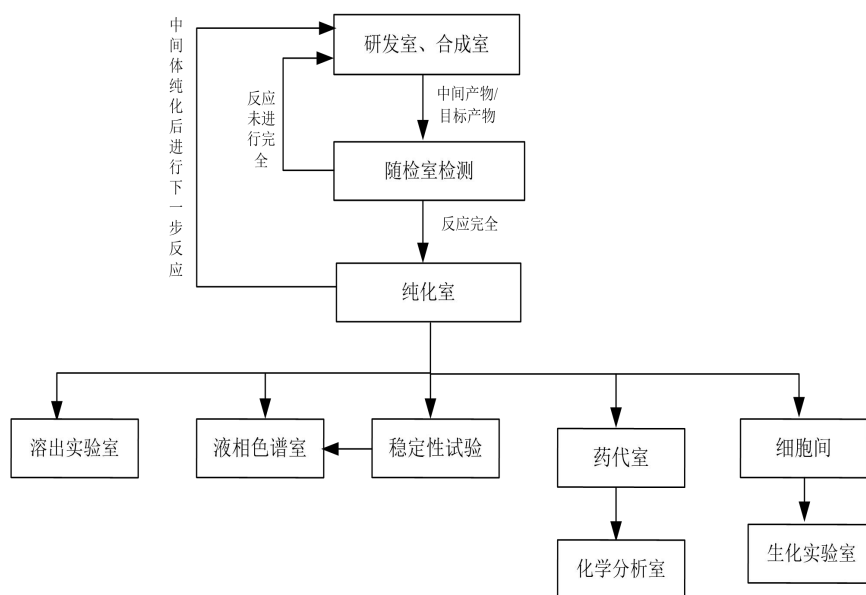 研发室、合成室
中间产物/
目标产物
中间体纯化后进行下一步反应
反应
未进
行完
全
随检室检测
反应完全
纯化室
溶出实验室
液相色谱室
稳定性试验
药代室
细胞间
化学分析室
生化实验室